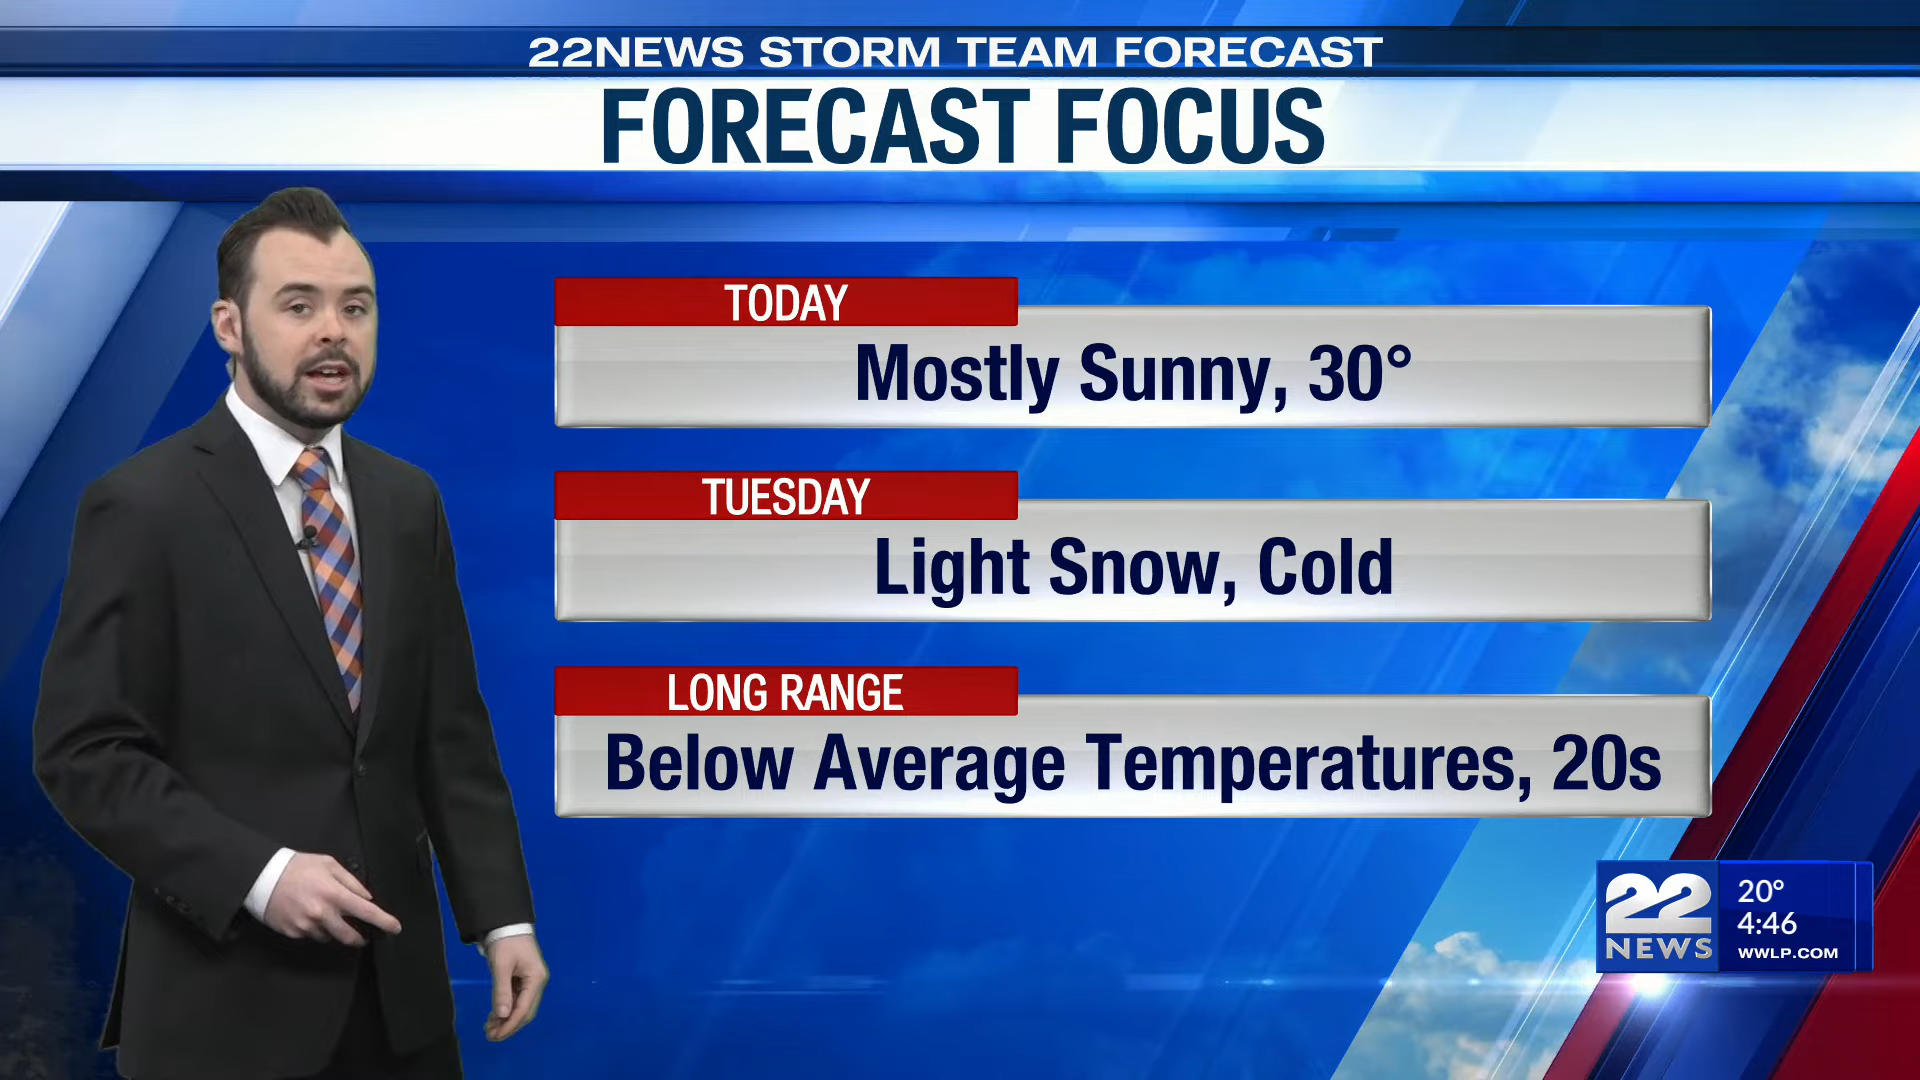 22NEWS STORM TEAM FORECAST
FORECAST FOCUS
TODAY
Mostly Sunny, 30°
TUESDAY
Light Snow, Cold
LONG RANGE
Below Average Temperatures, 20s
22
NEWS
20°
4:46
WWLP.COM